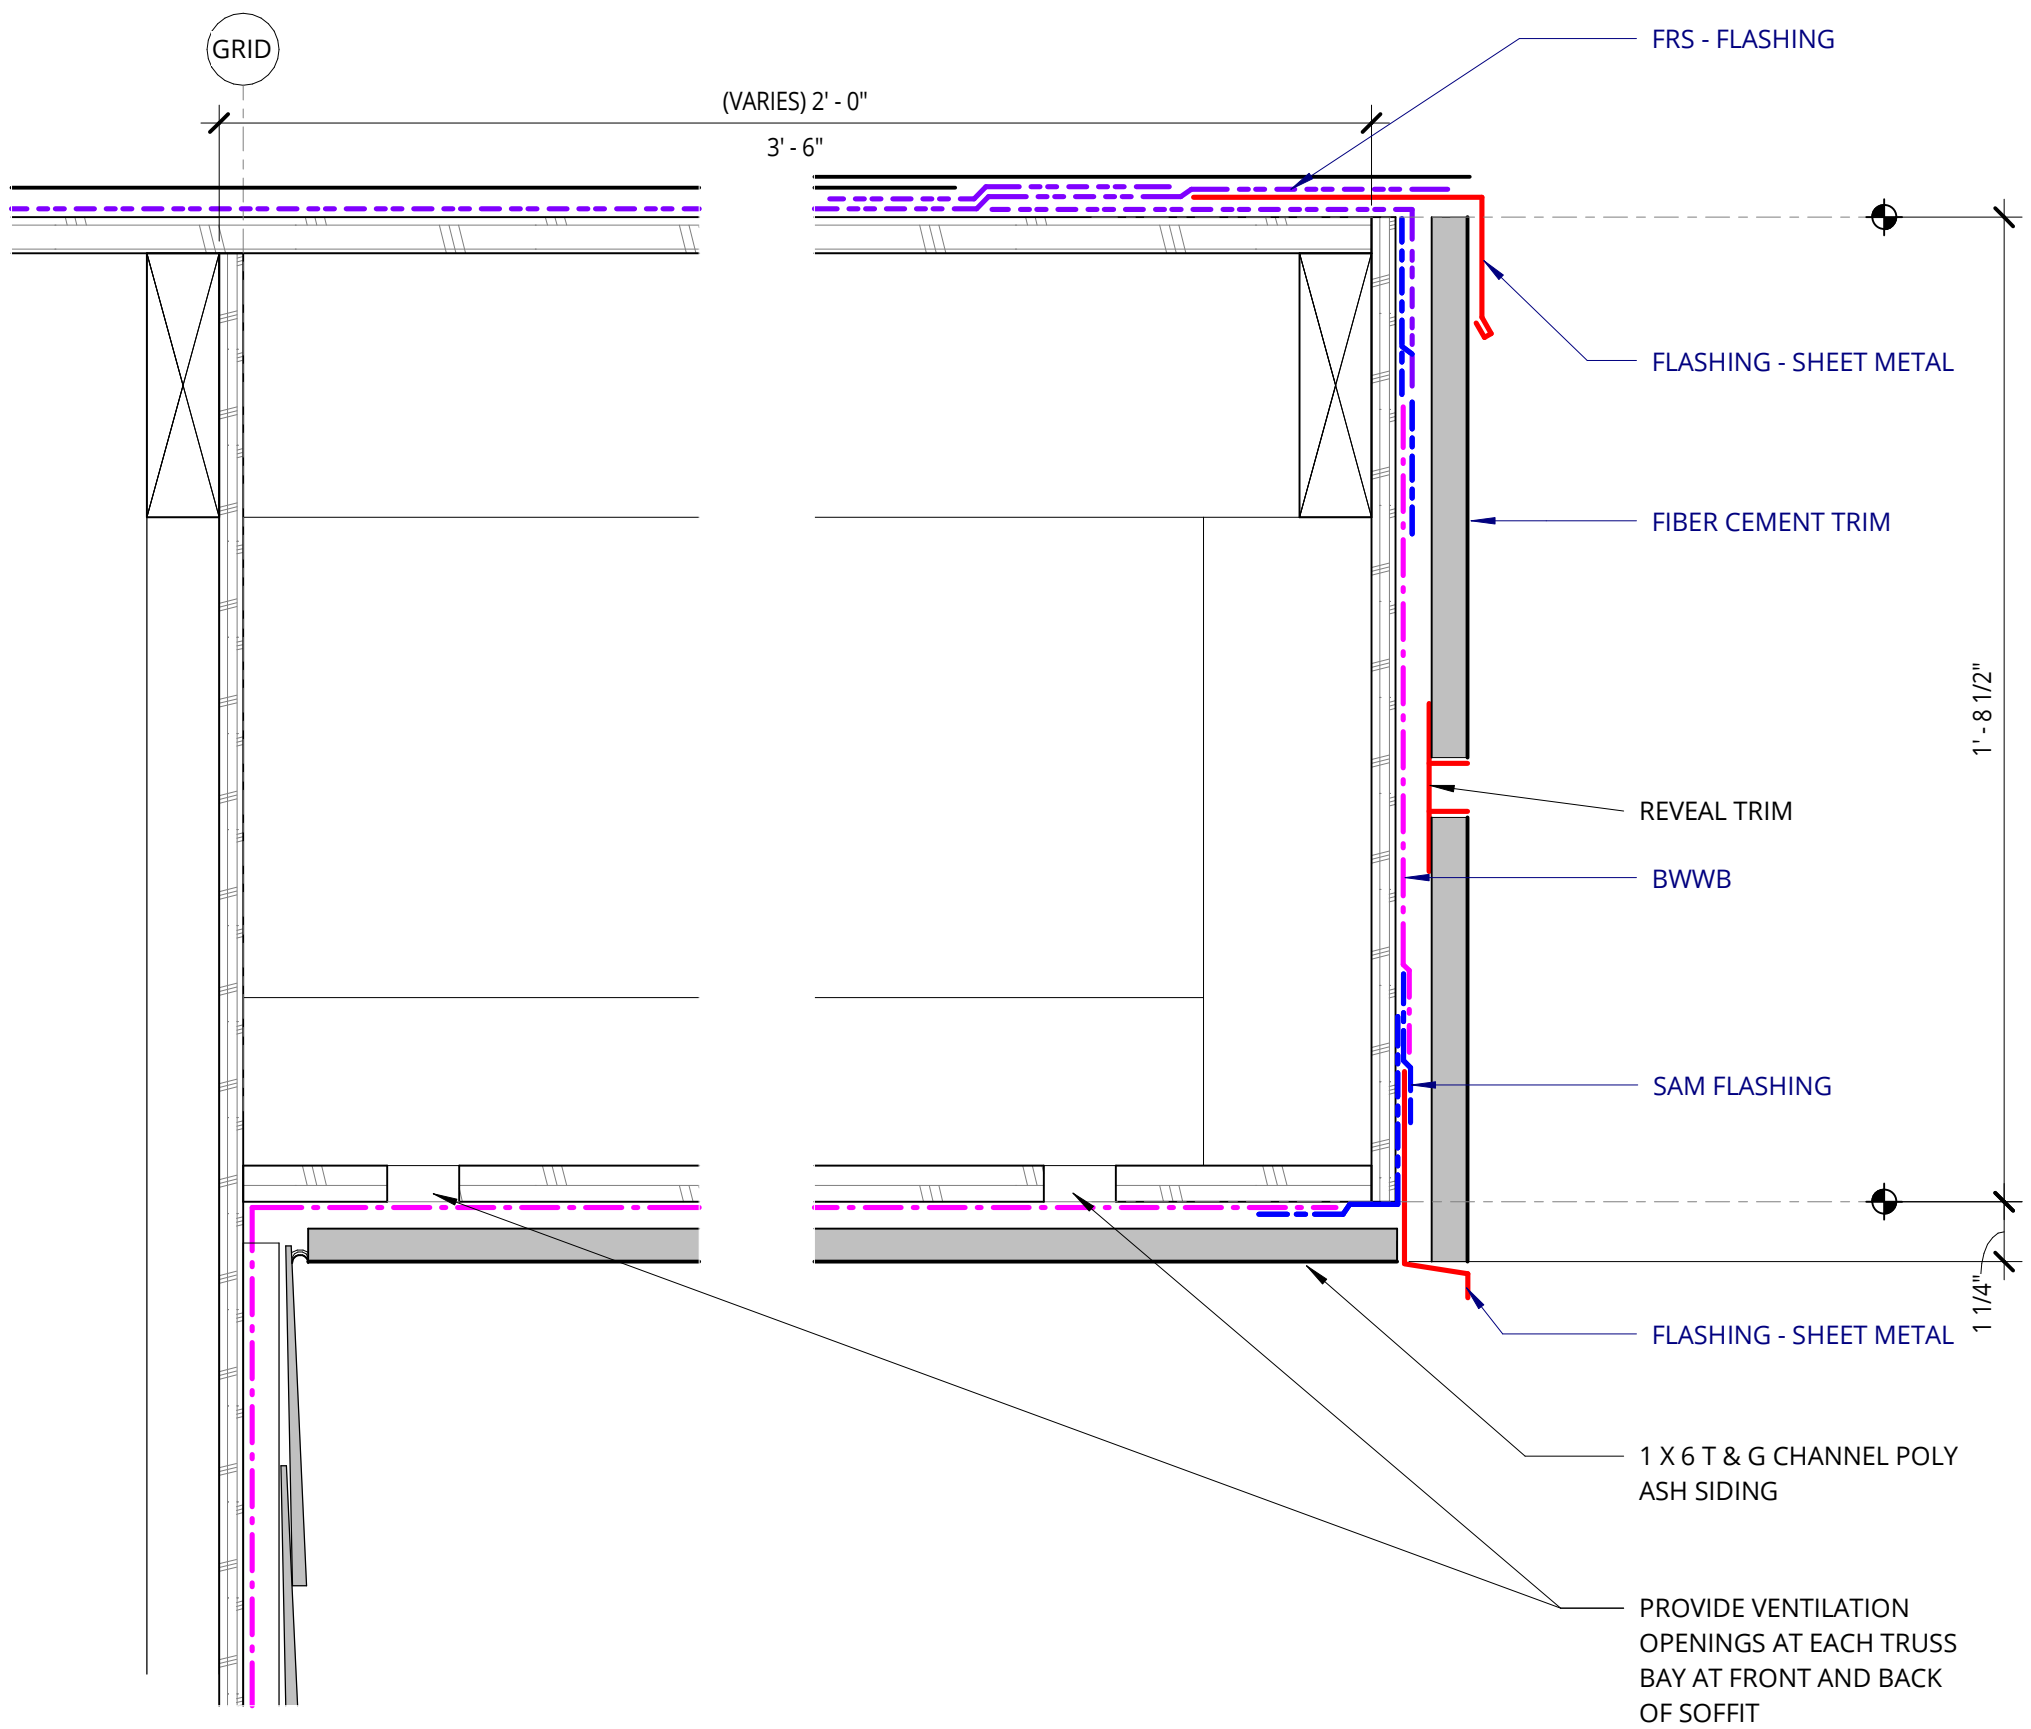 GRID
(VARIES) 2' - 0"
3' - 6"
FRS - FLASHING
FLASHING - SHEET METAL
FIBER CEMENT TRIM
1' - 8 1/2"
REVEAL TRIM
BWWB
SAM FLASHING
1 1/4"
FLASHING - SHEET METAL
1 X 6 T & G CHANNEL POLY
ASH SIDING
PROVIDE VENTILATION
OPENINGS AT EACH TRUSS
BAY AT FRONT AND BACK
OF SOFFIT